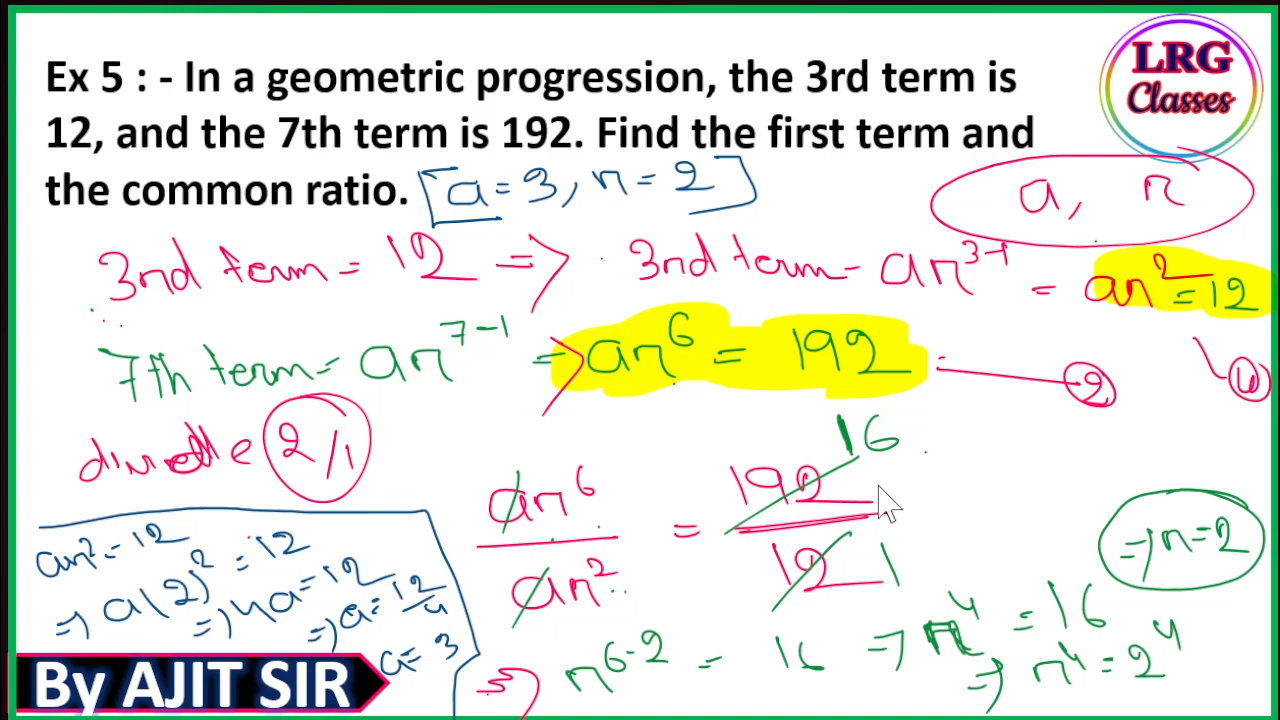 Ex 5 : - In a geometric progression, the 3rd term is
12, and the 7th term is 192. Find the first term and
the common ratio. [a = 3, r = 2]
LRG
Classes
a, r
3rd term = 12 => 3rd term = ar^3-1 = ar^2 = 12
7th term = ar^7-1 => ar^6 = 192 2
divide 2/1
ar^6 / ar^2 = 192 / 12 16 1
=> r^6-2 = 16 => r^4 = 16
=> r^4 = 2^4
=> r = 2
ar^2 = 12
=> a(2)^2 = 12
=> 4a = 12
=> a = 12/4
a = 3
By AJIT SIR